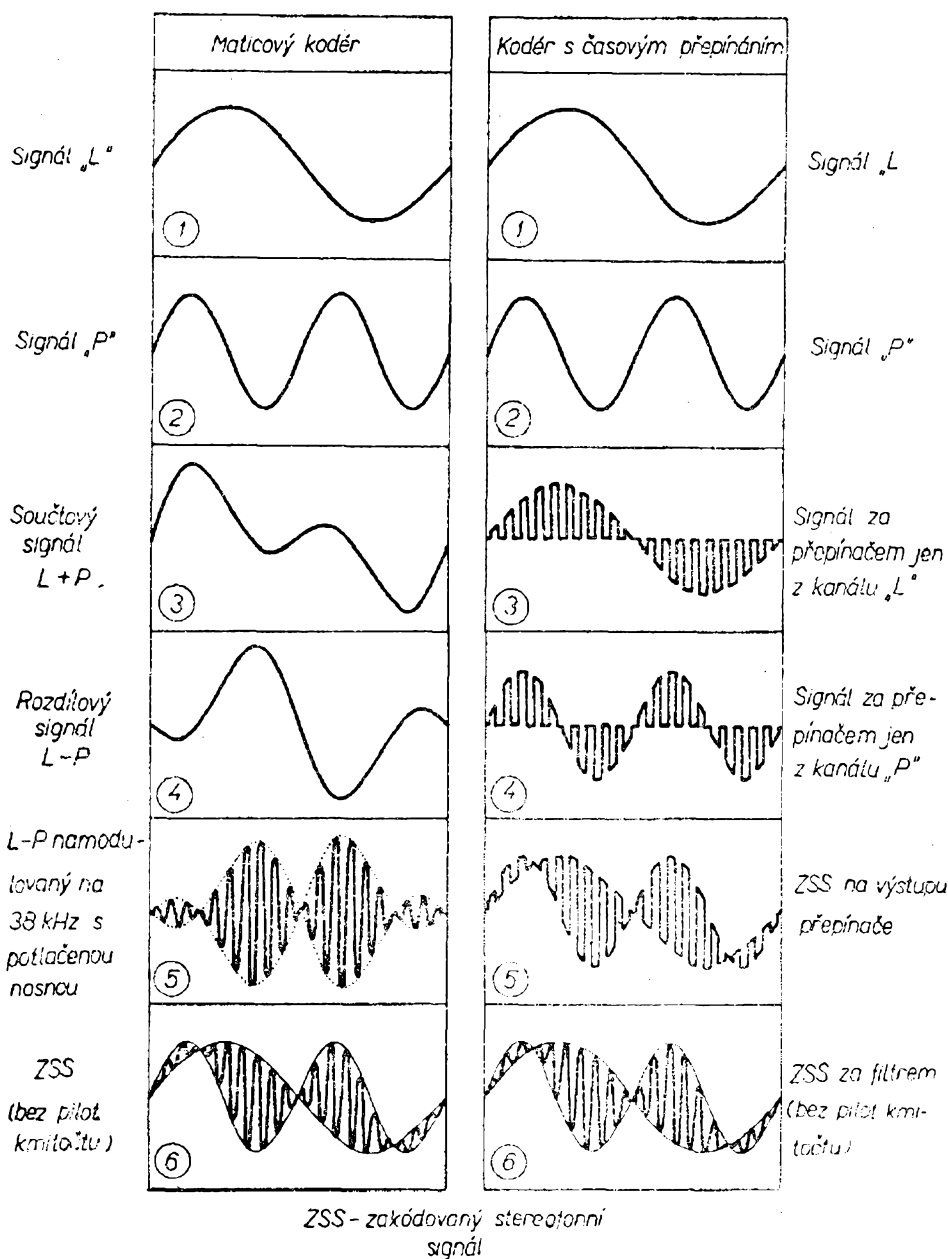 Maticový kodér
Kodér s časovým přepínáním
Signál „L“
1
1
Signál „L
Signál „P“
2
2
Signál „P“
Součtový
signál
L + P.
3
3
Signál za
přepínačem jen
z kanálu „L“
Rozdílový
signál
L-P
4
4
Signál za pře-
pínačem jen
z kanálu „P“
L-P namodu-
lovaný na
38 kHz s
potlačenou
nosnou
5
5
ZSS na výstupu
přepínače
ZSS
(bez pilot.
kmitočtu)
6
6
ZSS za filtrem
(bez pilot kmi-
točtu)
ZSS - zakódovaný stereofonní
signál